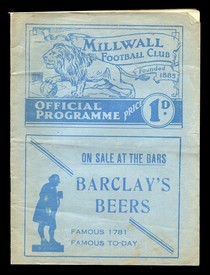 MILLWALL
FOOTBALL CLUB
Founded
1885
OFFICIAL
PROGRAMME
PRICE 1D.
ON SALE AT THE BARS
BARCLAY'S
BEERS
FAMOUS 1781
FAMOUS TO-DAY.